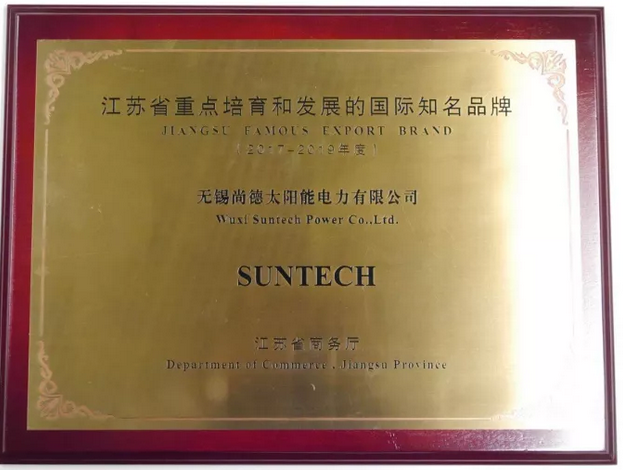 江苏省重点培育和发展的国际知名品牌
JIANGSU FAMOUS EXPORT BRAND
(2017-2019年度)
无锡尚德太阳能电力有限公司
Wuxi Suntech Power Co.,Ltd.
SUNTECH
江苏省商务厅
Department of Commerce , Jiangsu Province